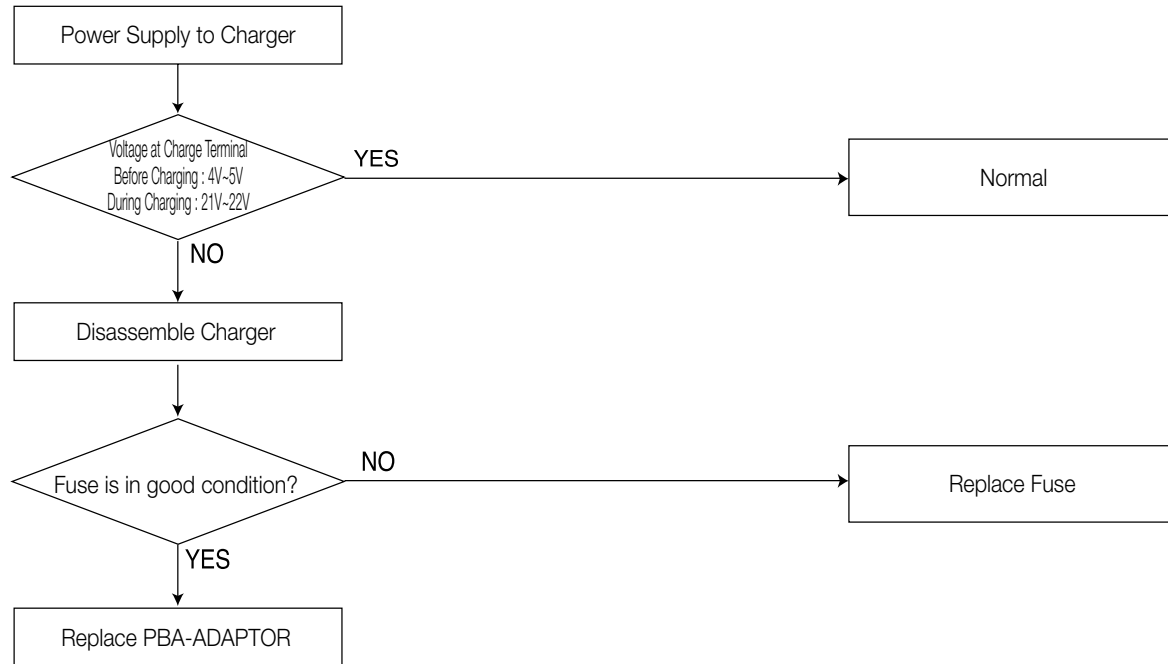 Power Supply to Charger
Voltage at Charge Terminal
Before Charging : 4V~5V
During Charging : 21V~22V
YES
Normal
NO
Disassemble Charger
Fuse is in good condition?
NO
Replace Fuse
YES
Replace PBA-ADAPTOR